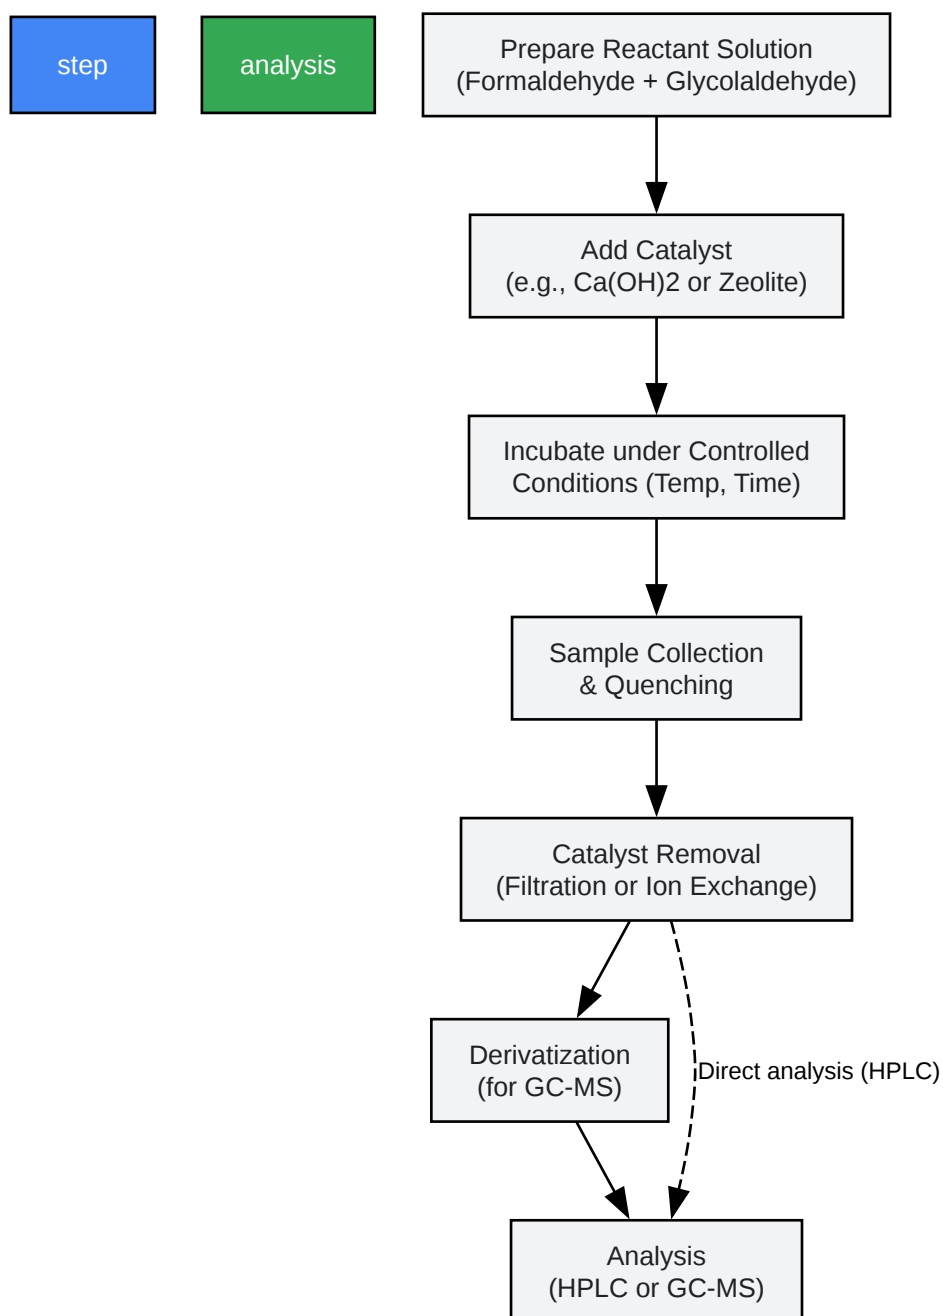 step
analysis
Prepare Reactant Solution
(Formaldehyde + Glycolaldehyde)
Add Catalyst
(e.g., Ca(OH)2 or Zeolite)
Incubate under Controlled
Conditions (Temp, Time)
Sample Collection
& Quenching
Catalyst Removal
(Filtration or Ion Exchange)
Derivatization
(for GC-MS)
Direct analysis (HPLC)
Analysis
(HPLC or GC-MS)